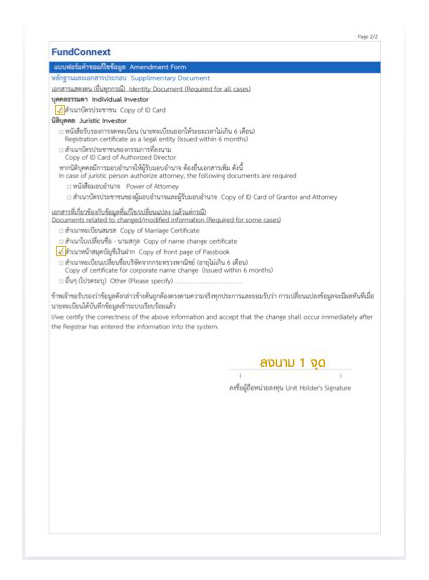 Page 2/2
FundConnext
แบบฟอร์มคำขอแก้ไขข้อมูล Amendment Form
หลักฐานและเอกสารประกอบ Supplimentary Document
เอกสารแสดงตน (ยื่นทุกกรณี) Identity Document (Required for all cases)
บุคคลธรรมดา Individual Investor
✓ สำเนาบัตรประชาชน Copy of ID Card
นิติบุคคล Juristic Investor
□ หนังสือรับรองการจดทะเบียน (นายทะเบียนออกให้ระยะเวลาไม่เกิน 6 เดือน)
Registration certificate as a legal entity (Issued within 6 months)
□ สำเนาบัตรประชาชนของกรรมการที่ลงนาม
Copy of ID Card of Authorized Director
หากนิติบุคคลมีการมอบอำนาจให้ผู้รับมอบอำนาจ ต้องยื่นเอกสารเพิ่ม ดังนี้
In case of juristic person authorize attorney, the following documents are required
□ หนังสือมอบอำนาจ Power of Attorney
□ สำเนาบัตรประชาชนของผู้มอบอำนาจและผู้รับมอบอำนาจ Copy of ID Card of Grantor and Attorney
เอกสารที่เกี่ยวข้องกับข้อมูลที่แก้ไข/เปลี่ยนแปลง (แล้วแต่กรณี)
Documents related to changed/modified information (Required for some cases)
□ สำเนาทะเบียนสมรส Copy of Marriage Certificate
□ สำเนาใบเปลี่ยนชื่อ - นามสกุล Copy of name change certificate
✓ สำเนาหน้าสมุดบัญชีเงินฝาก Copy of front page of Passbook
□ สำเนาทะเบียนเปลี่ยนชื่อบริษัทจากกระทรวงพาณิชย์ (อายุไม่เกิน 6 เดือน)
Copy of certificate for corporate name change (Issued within 6 months)
□ อื่นๆ (โปรดระบุ) Other (Please specify)
ข้าพเจ้าขอรับรองว่าข้อมูลดังกล่าวข้างต้นถูกต้องตรงตามความจริงทุกประการและยอมรับว่า การเปลี่ยนแปลงข้อมูลจะมีผลทันทีเมื่อ
นายทะเบียนได้บันทึกข้อมูลเข้าระบบเรียบร้อยแล้ว
I/we certify the correctness of the above information and accept that the change shall occur immediately after
the Registrar has entered the information into the system.
ลงนาม 1 จุด
ลงชื่อผู้ถือหน่วยลงทุน Unit Holder's Signature